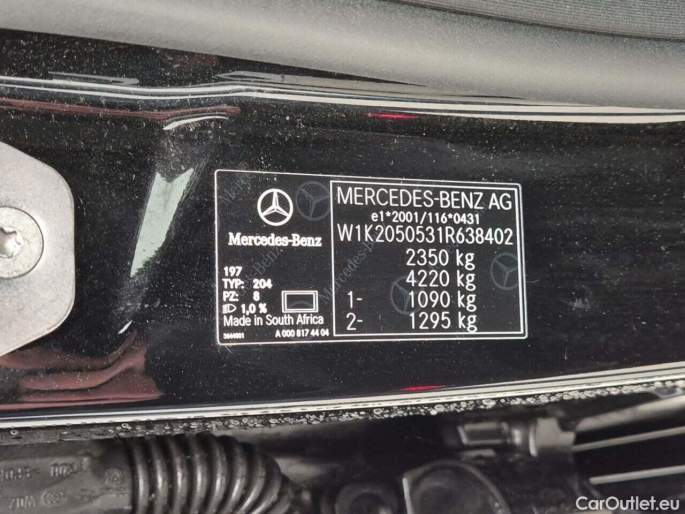 MERCEDES-BENZ AG
e1*2001/116*0431
W1K2050531R638402
2350 kg
4220 kg
1- 1090 kg
2- 1295 kg
Mercedes-Benz
197
TYP: 204
PZ: 8
1,0 %
Made in South Africa
A 000 817 44 04
CarOutlet.eu